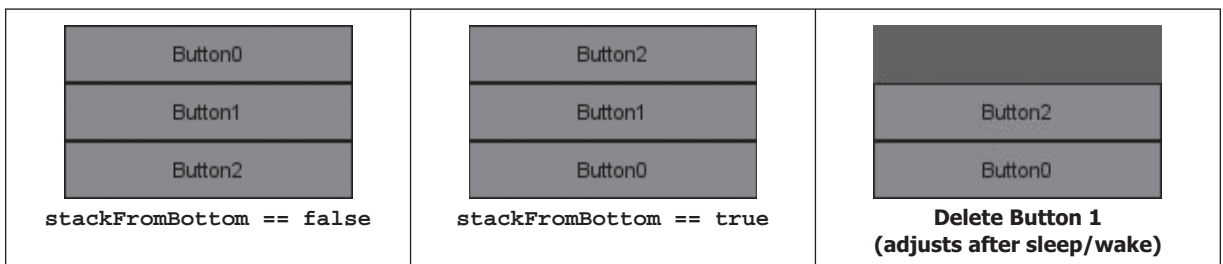 Button0
Button1
Button2
stackFromBottom == false
Button2
Button1
Button0
stackFromBottom == true
Button2
Button0
Delete Button 1
(adjusts after sleep/wake)